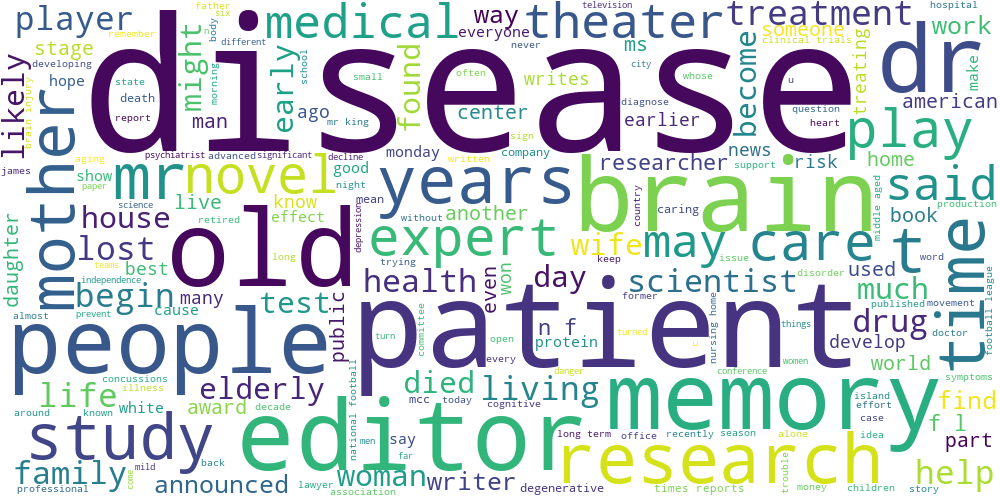 disease
patient
old
brain
people
memory
editor
dr
study
research
years
mother
time
novel
mr
expert
theater
medical
play
said
t
may
care
treatment
player
way
everyone
someone
clinical trials
work
hospital
make
father
six
n
body
different
remember
television
never
city
whose
u
treating
stage
developing
hope
might
morning
early
school
small
often
ms
writes
found
become
american
likely
brain injury
state
death
report
man
ago
mr king
center
earlier
diagnose
question
heart
sign
james
aging
paper
psychiatrist
advanced
significant
decline
monday
written
company
researcher
news
support
risk
home
show
science
live
retired
know
effect
good
night
depression
mean
without
another
caring
country
middle aged
book
production
daughter
house
lost
best
many
long
trying
wife
keep
issue
disorder
used
word
health
even
won
day
scientist
former
much
published
movement
football league
begin
teams
independence
cause
test
public
almost
prevent
turn
committee
open
every
n f
protein
turned
c
nursing home
things
women
drug
develop
doctor
world
symptoms
concussions
illness
life
elderly
died
living
danger
conference
island
effort
find
around
known
white
award
decade
national football
mcc
today
cognitive
case
f l
men
say
far
long term
office
recently
season
alone
idea
part
family
mild
back
come
professional
announced
lawyer
association
woman
writer
degenerative
times reports
trouble
money
children
story
help